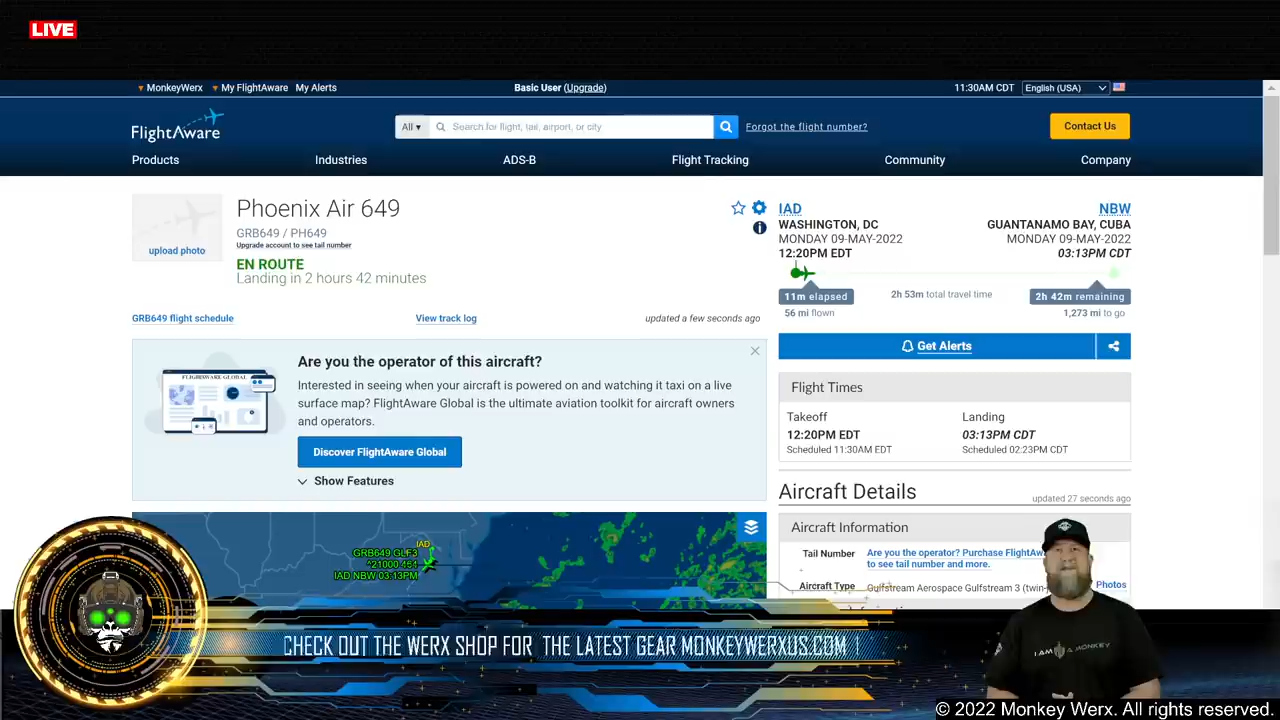 LIVE
MonkeyWerx My FlightAware My Alerts
Basic User (Upgrade)
11:30AM CDT English (USA)
FlightAware
All Search for flight, tail, airport, or city
Forgot the flight number?
Contact Us
Products Industries ADS-B Flight Tracking Community Company
upload photo
Phoenix Air 649
GRB649 / PH649
Upgrade account to see tail number
EN ROUTE
Landing in 2 hours 42 minutes
GRB649 flight schedule
View track log
updated a few seconds ago
IAD
WASHINGTON, DC
MONDAY 09-MAY-2022
12:20PM EDT
NBW
GUANTANAMO BAY, CUBA
MONDAY 09-MAY-2022
03:13PM CDT
11m elapsed
56 mi flown
2h 53m total travel time
2h 42m remaining
1,273 mi to go
Get Alerts
Are you the operator of this aircraft?
Interested in seeing when your aircraft is powered on and watching it taxi on a live
surface map? FlightAware Global is the ultimate aviation toolkit for aircraft owners
and operators.
Discover FlightAware Global
Show Features
FLIGHTAWARE GLOBAL
Flight Times
Takeoff
12:20PM EDT
Scheduled 11:30AM EDT
Landing
03:13PM CDT
Scheduled 02:23PM CDT
Aircraft Details
updated 27 seconds ago
Aircraft Information
Tail Number Are you the operator? Purchase FlightAw
to see tail number and more.
Aircraft Type Gulfstream Aerospace Gulfstream 3 (twin-
Photos
IAD
GRB649 GLF3
IAD NBW 03:13PM
CHECK OUT THE WERX SHOP FOR THE LATEST GEAR MONKEYWERXUS.COM !
I AM A MONKEY
© 2022 Monkey Werx. All rights reserved.